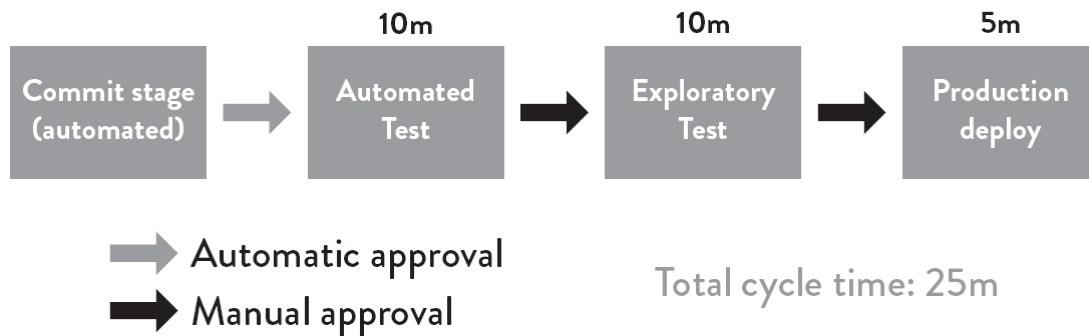 10m
10m
5m
Commit stage
(automated)
Automated
Test
Exploratory
Test
Production
deploy
Automatic approval
Manual approval
Total cycle time: 25m